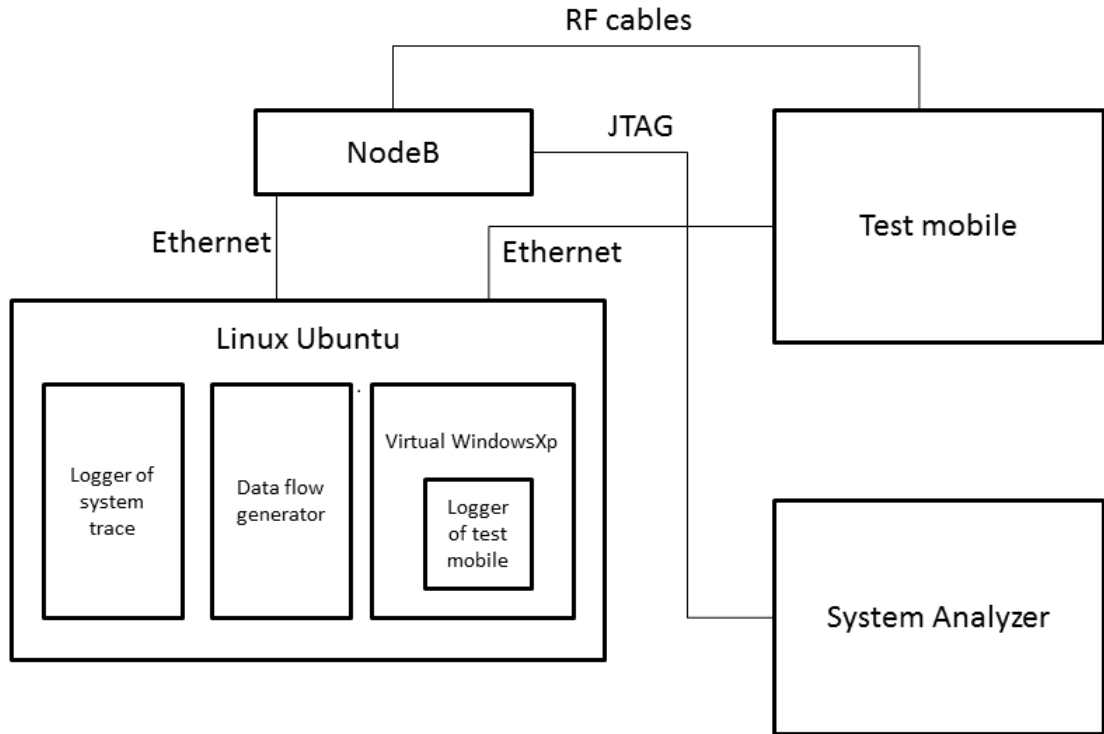 RF cables
NodeB
JTAG
Test mobile
Ethernet
Ethernet
Linux Ubuntu
Logger of
system
trace
Data flow
generator
Virtual WindowsXp
Logger
of test
mobile
System Analyzer